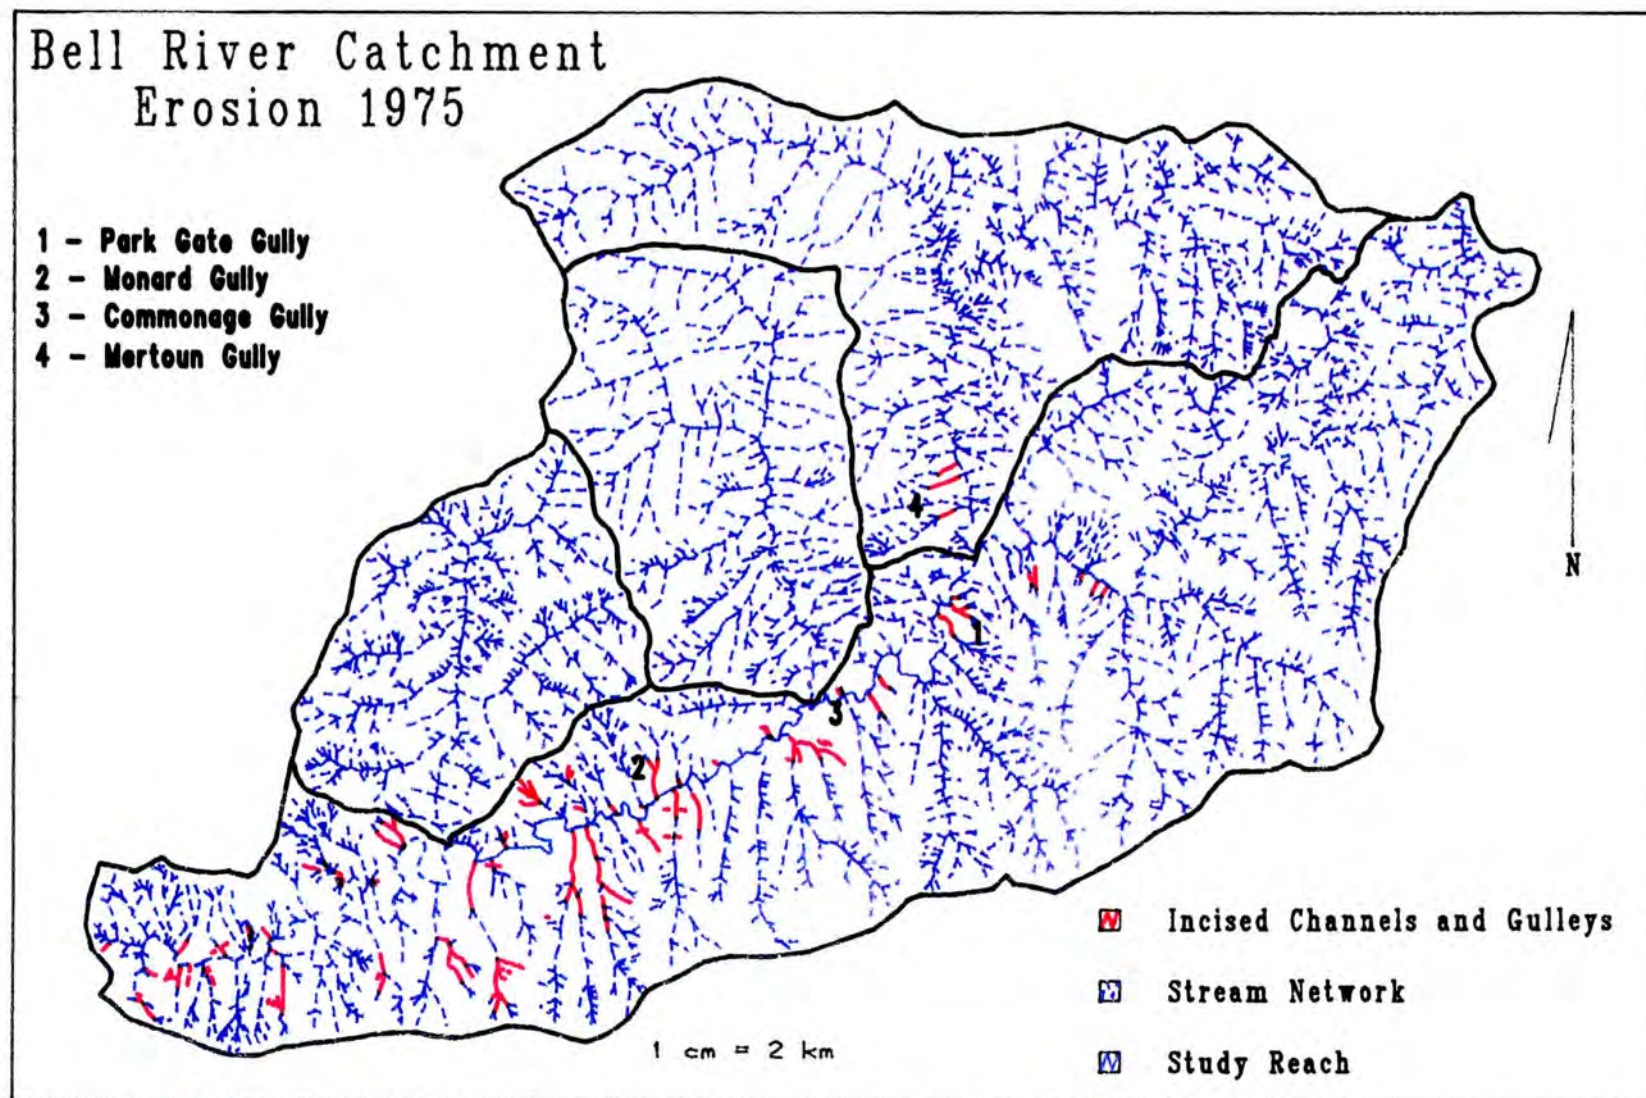 Bell River Catchment
Erosion 1975
1 - Park Gate Gully
2 - Monard Gully
3 - Commonage Gully
4 - Mertoun Gully
4
1
3
2
N
Incised Channels and Gulleys
Stream Network
Study Reach
1 cm = 2 km